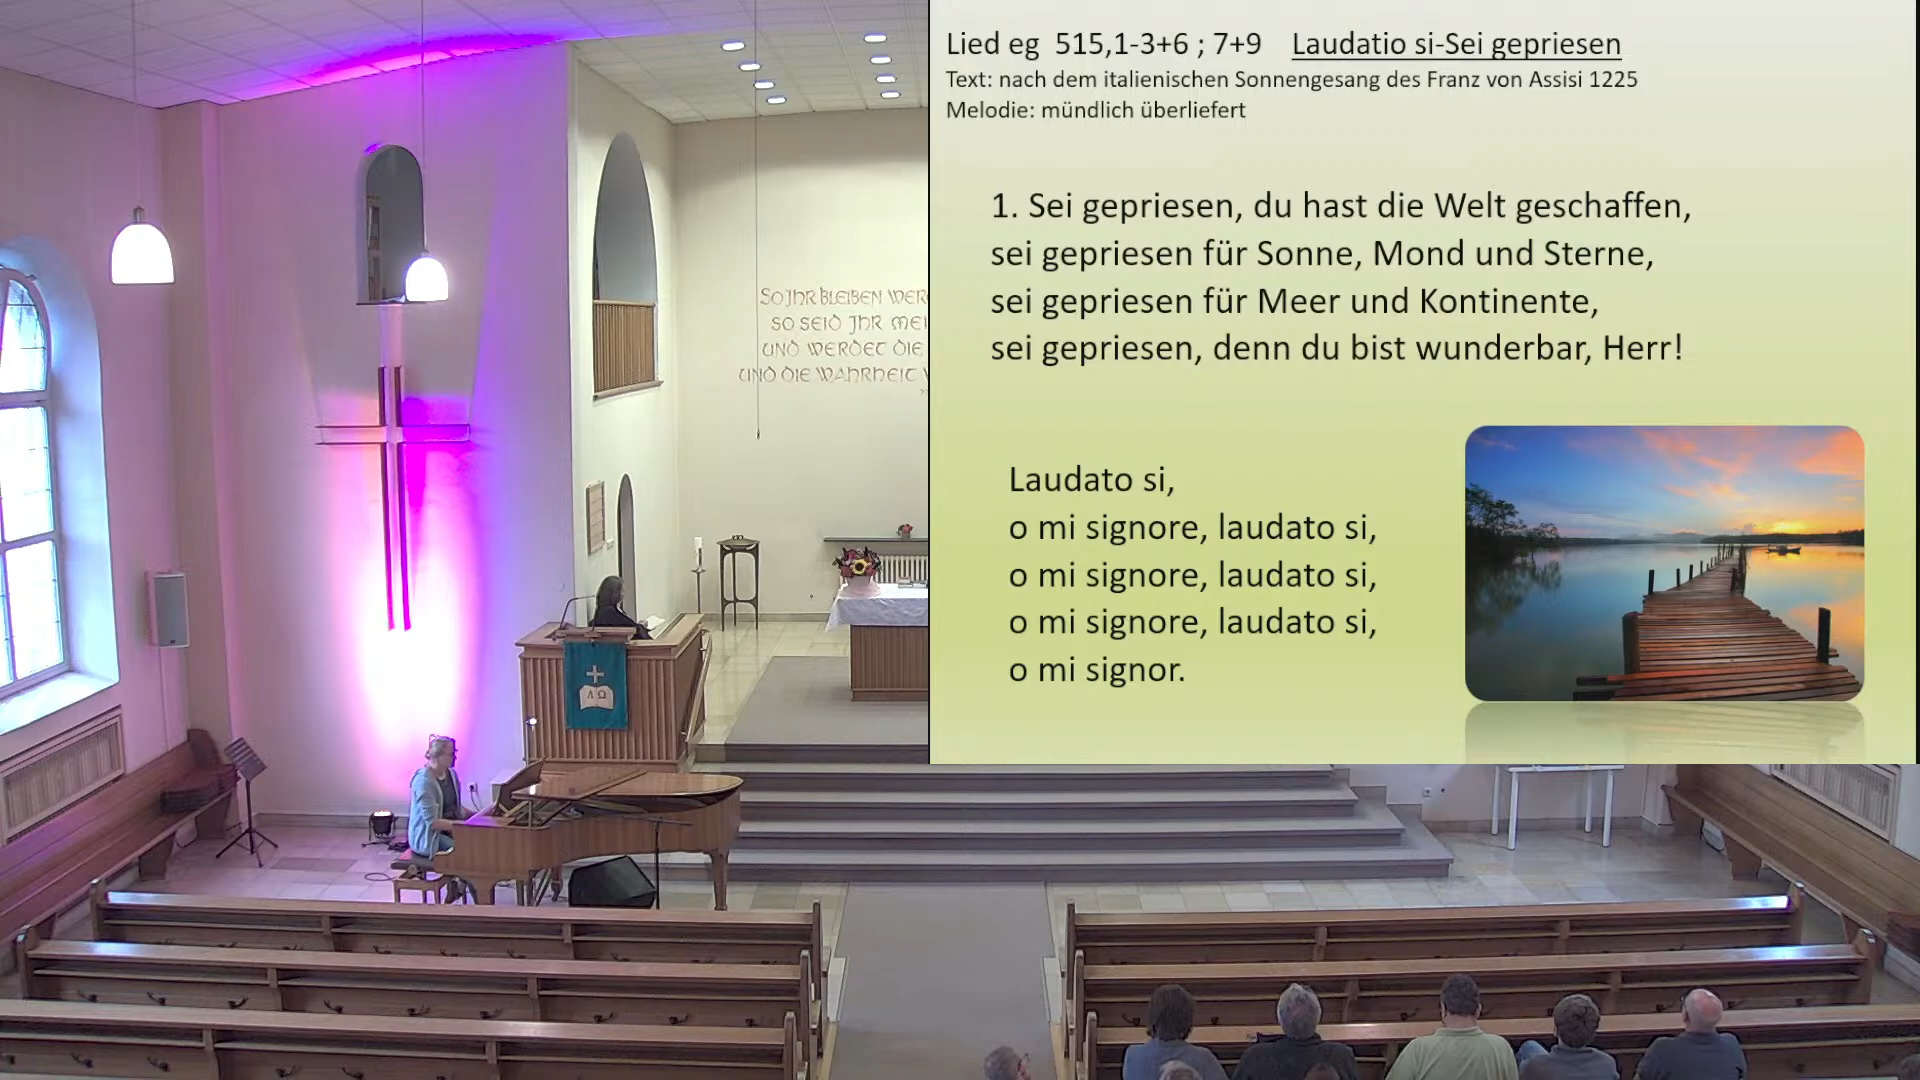 Lied eg 515,1-3+6 ; 7+9 Laudatio si-Sei gepriesen
Text: nach dem italienischen Sonnengesang des Franz von Assisi 1225
Melodie: mündlich überliefert
1. Sei gepriesen, du hast die Welt geschaffen,
sei gepriesen für Sonne, Mond und Sterne,
sei gepriesen für Meer und Kontinente,
sei gepriesen, denn du bist wunderbar, Herr!
Laudato si,
o mi signore, laudato si,
o mi signore, laudato si,
o mi signore, laudato si,
o mi signor.
SO IHR BLEIBEN WER
SO SEID IHR MEI
UND WERDET DIE
UND DIE WAHRHEIT
Α Ω